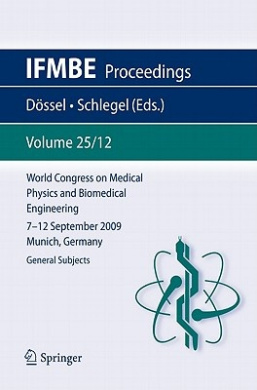 IFMBE Proceedings
Dössel · Schlegel (Eds.)
Volume 25/12
World Congress on Medical
Physics and Biomedical
Engineering
7–12 September 2009
Munich, Germany
General Subjects
Springer